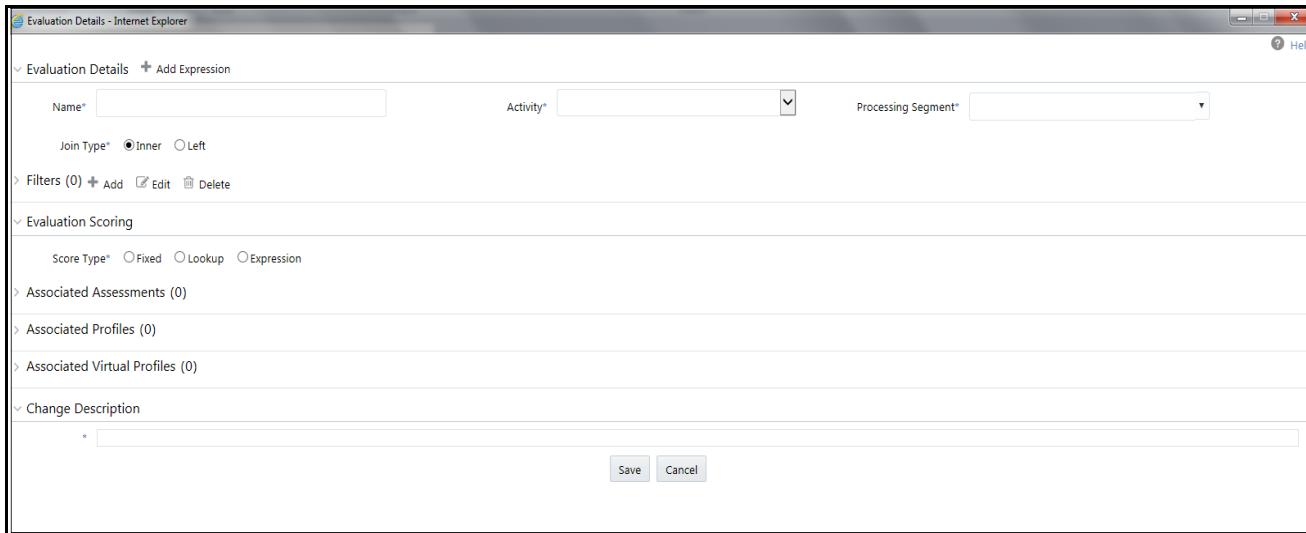 Evaluation Details - Internet Explorer
Hel
Evaluation Details + Add Expression
Name* Activity* Processing Segment*
Join Type* Inner Left
Filters (0) + Add Edit Delete
Evaluation Scoring
Score Type* Fixed Lookup Expression
Associated Assessments (0)
Associated Profiles (0)
Associated Virtual Profiles (0)
Change Description
*
Save Cancel